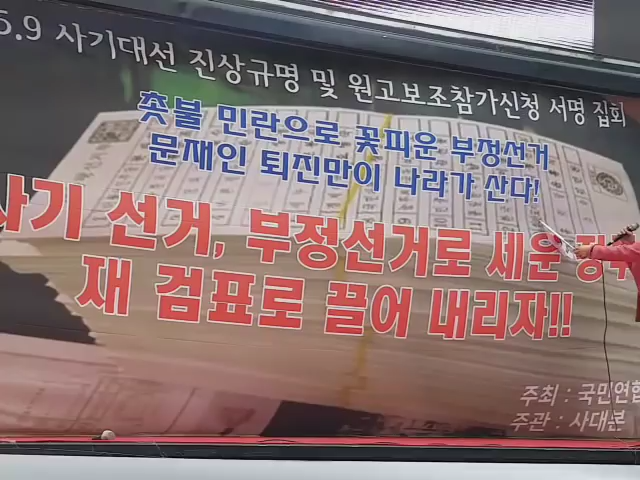 5.9 사기대선 진상규명 및 원고보조참가신청 서명 집회
촛불 민란으로 꽃피운 부정선거
문재인 퇴진만이 나라가 산다!
사기 선거, 부정선거로 세운 정부
재 검표로 끌어 내리자!!
주최 : 국민연합
주관 : 사대본